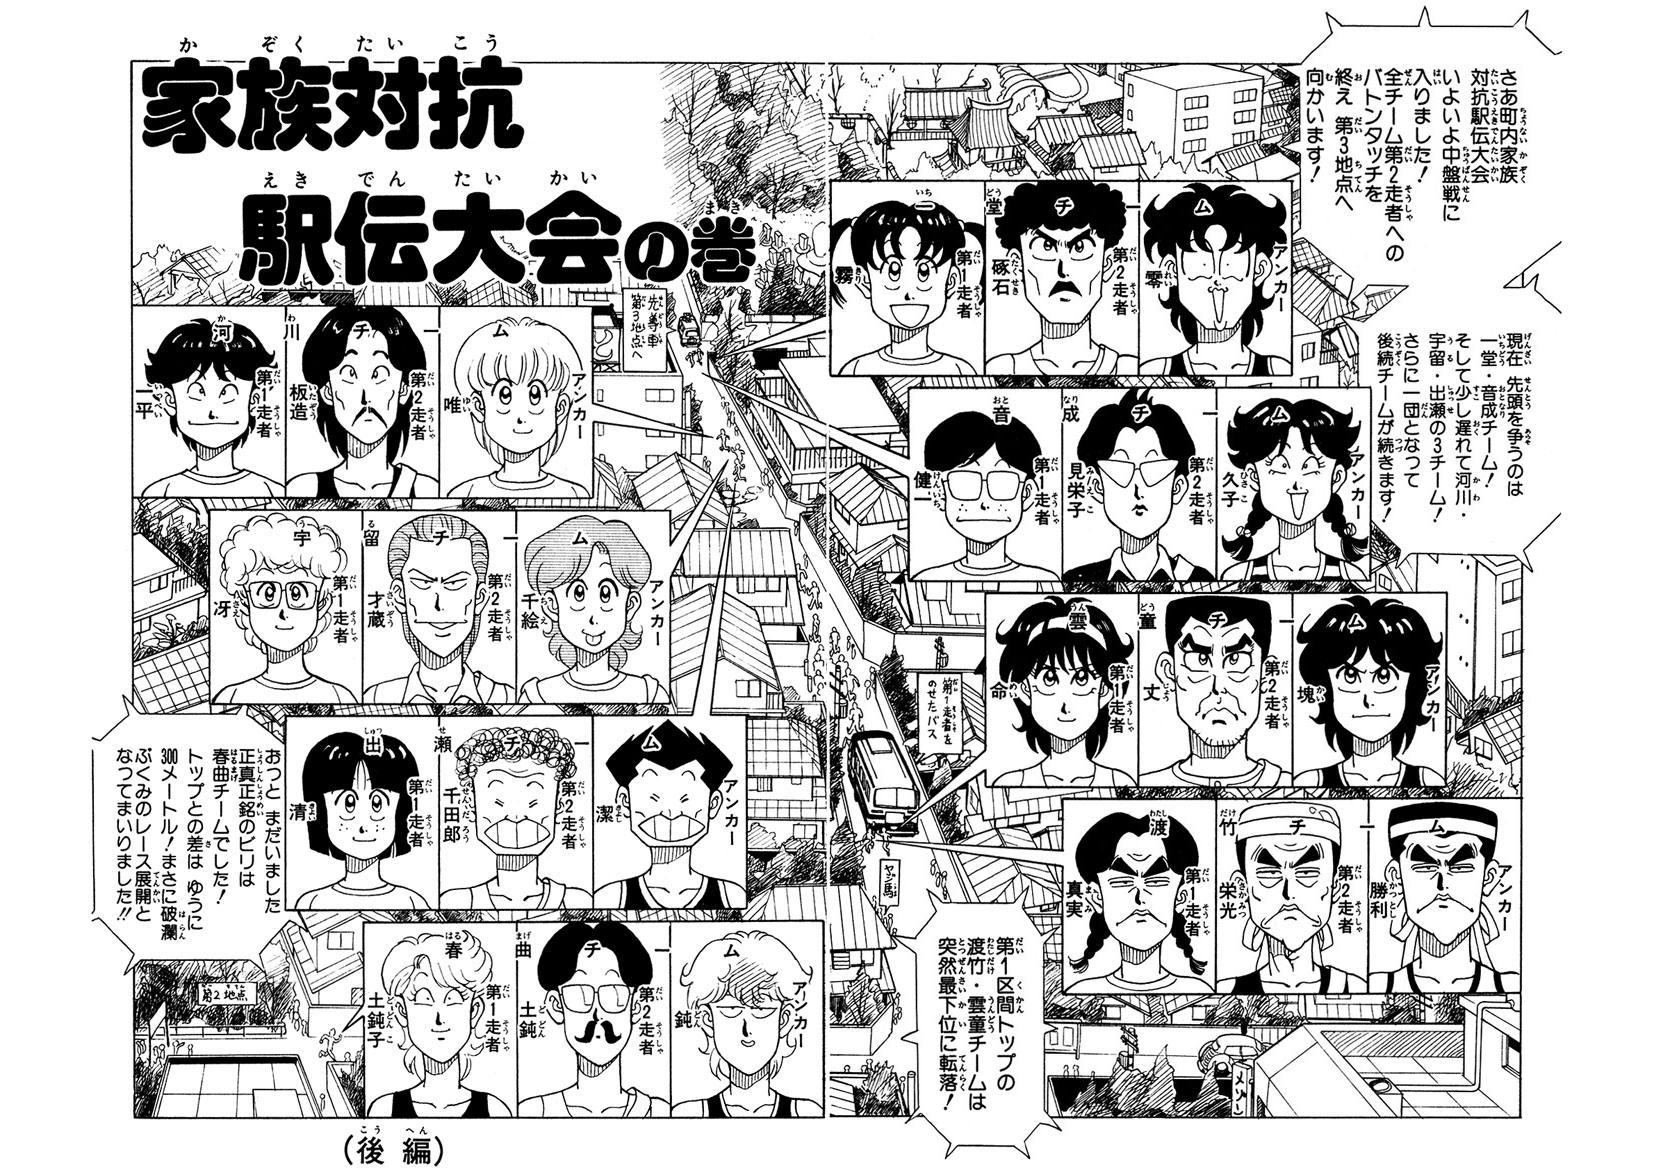 家族対抗
駅伝大会の巻
さあ町内家族
対抗駅伝大会
いよいよ中盤戦に
入りました!
全チーム第2走者への
バトンタッチを
終え 第3地点へ
向かいます!
現在 先頭を争うのは
一堂・音成チーム!
そして少し遅れて河川・
宇留・出瀬の3チーム!
さらに一団となって
後続チームが続きます!
一堂チーム
霧
第1走者
啄石
第2走者
零
アンカー
音成チーム
健一
第1走者
見栄子
第2走者
久子
アンカー
雲童チーム
命
第1走者
丈
第2走者
塊
アンカー
渡竹チーム
真実
第1走者
栄光
第2走者
勝利
アンカー
第1走者を
のせたバス
ヤジ馬
第1区間トップの
渡竹・雲童チームは
突然最下位に転落!
メゾー
先導車
第3地点へ
河川チーム
一平
第1走者
板造
第2走者
唯
アンカー
宇留チーム
冴
第1走者
才蔵
第2走者
千絵
アンカー
出瀬チーム
清
第1走者
千田郎
第2走者
潔
アンカー
春曲チーム
土鈍子
第1走者
土鈍
第2走者
鈍
アンカー
おっと まだいました
正真正銘のビリは
春曲チームでした!
トップとの差は ゆうに
300メートル!まさに破瀾
ぶくみのレース展開と
なってまいりました!!
第2地点
(後編)